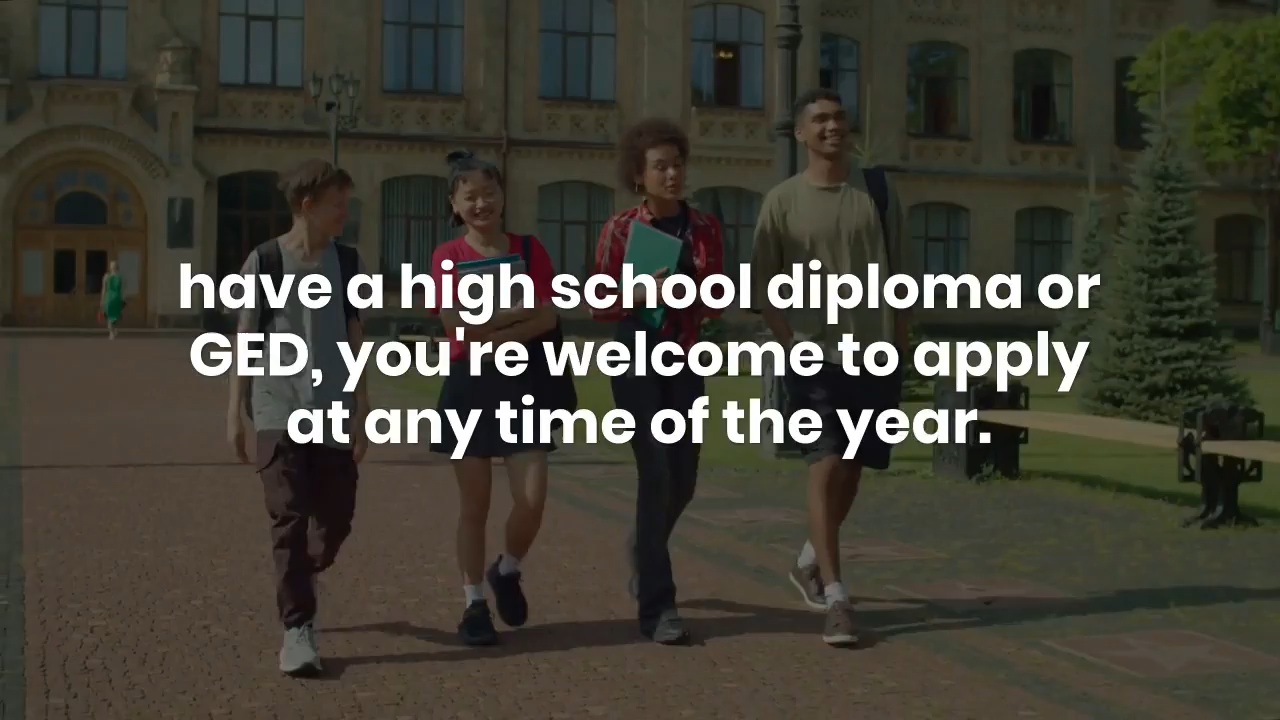 have a high school diploma or
GED, you're welcome to apply
at any time of the year.